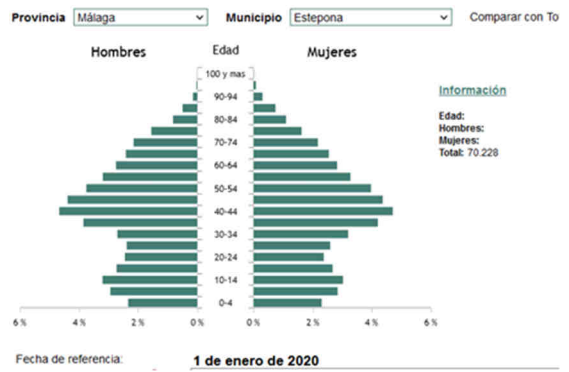 Provincia Málaga Municipio Estepona Comparar con To
Hombres Edad Mujeres
100 y mas
90-94
80-84
70-74
60-64
50-54
40-44
30-34
20-24
10-14
0-4
6 % 4 % 2 % 0 % 0 % 2 % 4 % 6 %
Información
Edad:
Hombres:
Mujeres:
Total: 70.228
Fecha de referencia: 1 de enero de 2020